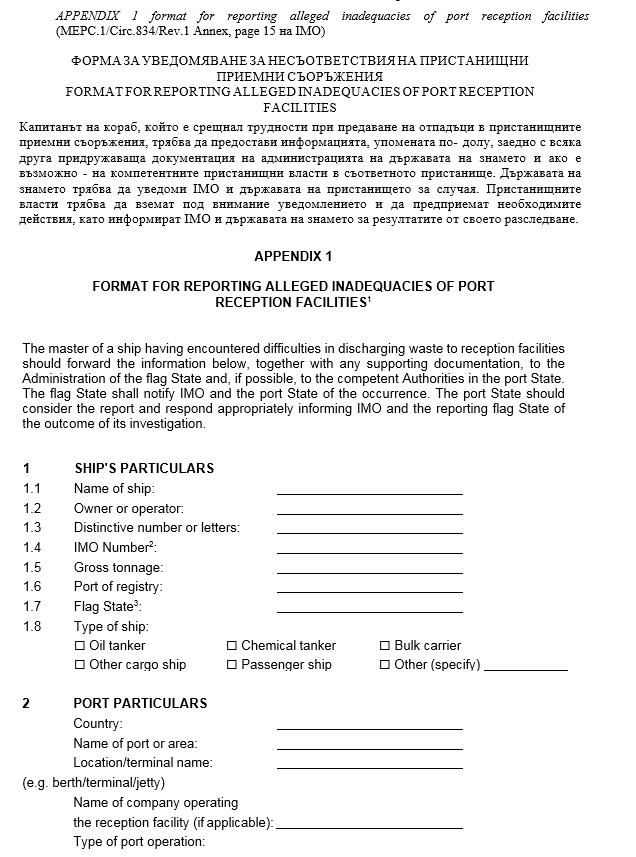 APPENDIX 1 format for reporting alleged inadequacies of port reception facilities
(MEPC.1/Circ.834/Rev.1 Annex, page 15 на IMO)
ФОРМА ЗА УВЕДОМЯВАНЕ ЗА НЕСЪОТВЕТСТВИЯ НА ПРИСТАНИЩНИ
ПРИЕМНИ СЪОРЪЖЕНИЯ
FORMAT FOR REPORTING ALLEGED INADEQUACIES OF PORT RECEPTION
FACILITIES
Капитанът на кораб, който е срещнал трудности при предаване на отпадъци в пристанищните
приемни съоръжения, трябва да предостави информацията, упомената по- долу, заедно с всяка
друга придружаваща документация на администрацията на държавата на знамето и ако е
възможно - на компетентните пристанищни власти в съответното пристанище. Държавата на
знамето трябва да уведоми IMO и държавата на пристанището за случая. Пристанищните
власти трябва да вземат под внимание уведомлението и да предприемат необходимите
действия, като информират IMO и държавата на знамето за резултатите от своето разследване.
APPENDIX 1
FORMAT FOR REPORTING ALLEGED INADEQUACIES OF PORT
RECEPTION FACILITIES¹
The master of a ship having encountered difficulties in discharging waste to reception facilities
should forward the information below, together with any supporting documentation, to the
Administration of the flag State and, if possible, to the competent Authorities in the port State.
The flag State shall notify IMO and the port State of the occurrence. The port State should
consider the report and respond appropriately informing IMO and the reporting flag State of
the outcome of its investigation.
1 SHIP'S PARTICULARS
1.1 Name of ship:
1.2 Owner or operator:
1.3 Distinctive number or letters:
1.4 IMO Number²:
1.5 Gross tonnage:
1.6 Port of registry:
1.7 Flag State³:
1.8 Type of ship:
☐ Oil tanker ☐ Chemical tanker ☐ Bulk carrier
☐ Other cargo ship ☐ Passenger ship ☐ Other (specify) ____________
2 PORT PARTICULARS
Country:
Name of port or area:
Location/terminal name:
(e.g. berth/terminal/jetty)
Name of company operating
the reception facility (if applicable):
Type of port operation: